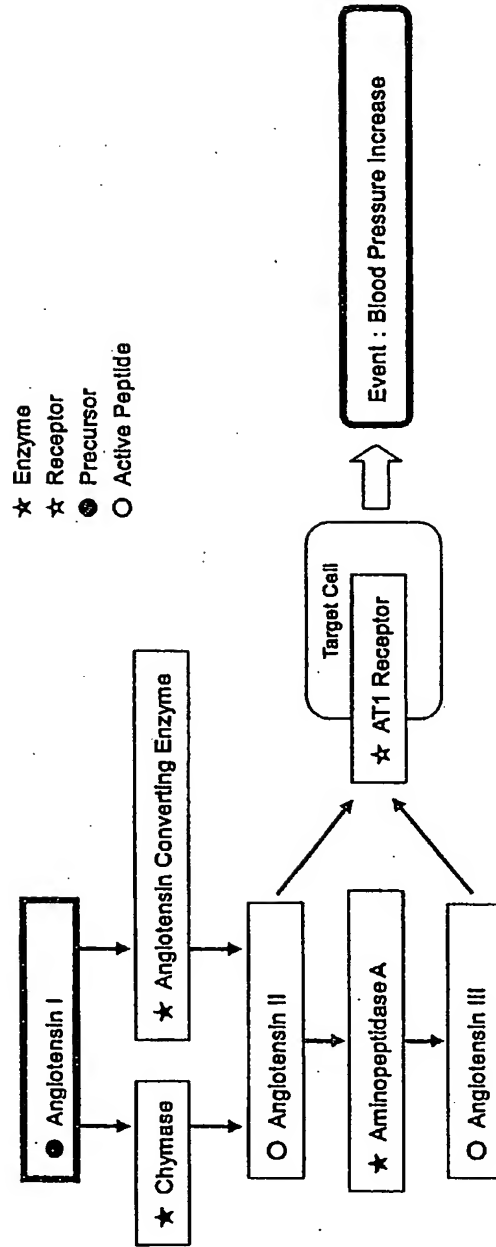 ★ Enzyme
☆ Receptor
● Precursor
○ Active Peptide
● Angiotensin I
★ Chymase
★ Angiotensin Converting Enzyme
○ Angiotensin II
★ Aminopeptidase A
○ Angiotensin III
Target Cell
☆ AT1 Receptor
Event : Blood Pressure Increase